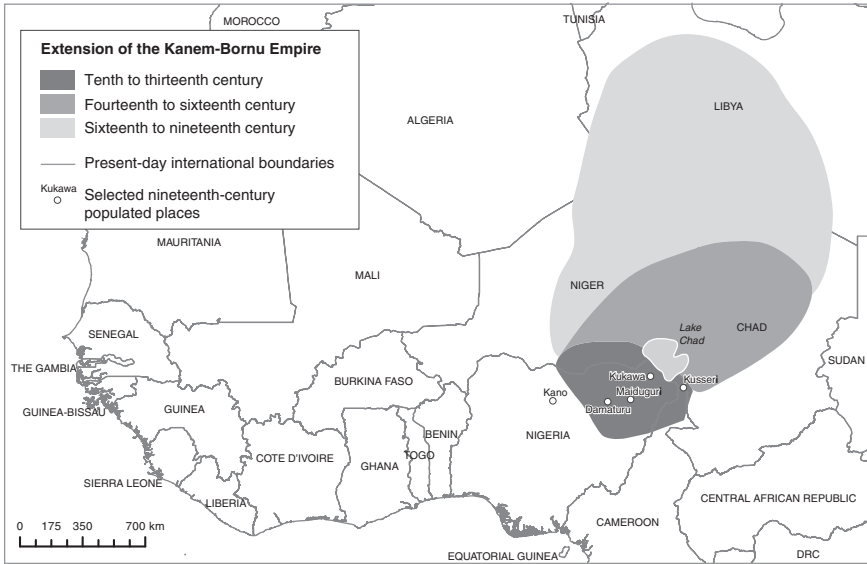 MOROCCO
TUNISIA
Extension of the Kanem-Bornu Empire
Tenth to thirteenth century
Fourteenth to sixteenth century
Sixteenth to nineteenth century
Present-day international boundaries
Kukawa
Selected nineteenth-century
populated places
ALGERIA
LIBYA
MAURITANIA
MALI
NIGER
CHAD
Lake
Chad
SENEGAL
THE GAMBIA
GUINEA-BISSAU
GUINEA
BURKINA FASO
SUDAN
Kukawa
Kusseri
Maiduguri
Kano
Damaturu
BENIN
NIGERIA
TOGO
COTE D'IVOIRE
GHANA
SIERRA LEONE
LIBERIA
CENTRAL AFRICAN REPUBLIC
CAMEROON
0 175 350 700 km
EQUATORIAL GUINEA
DRC